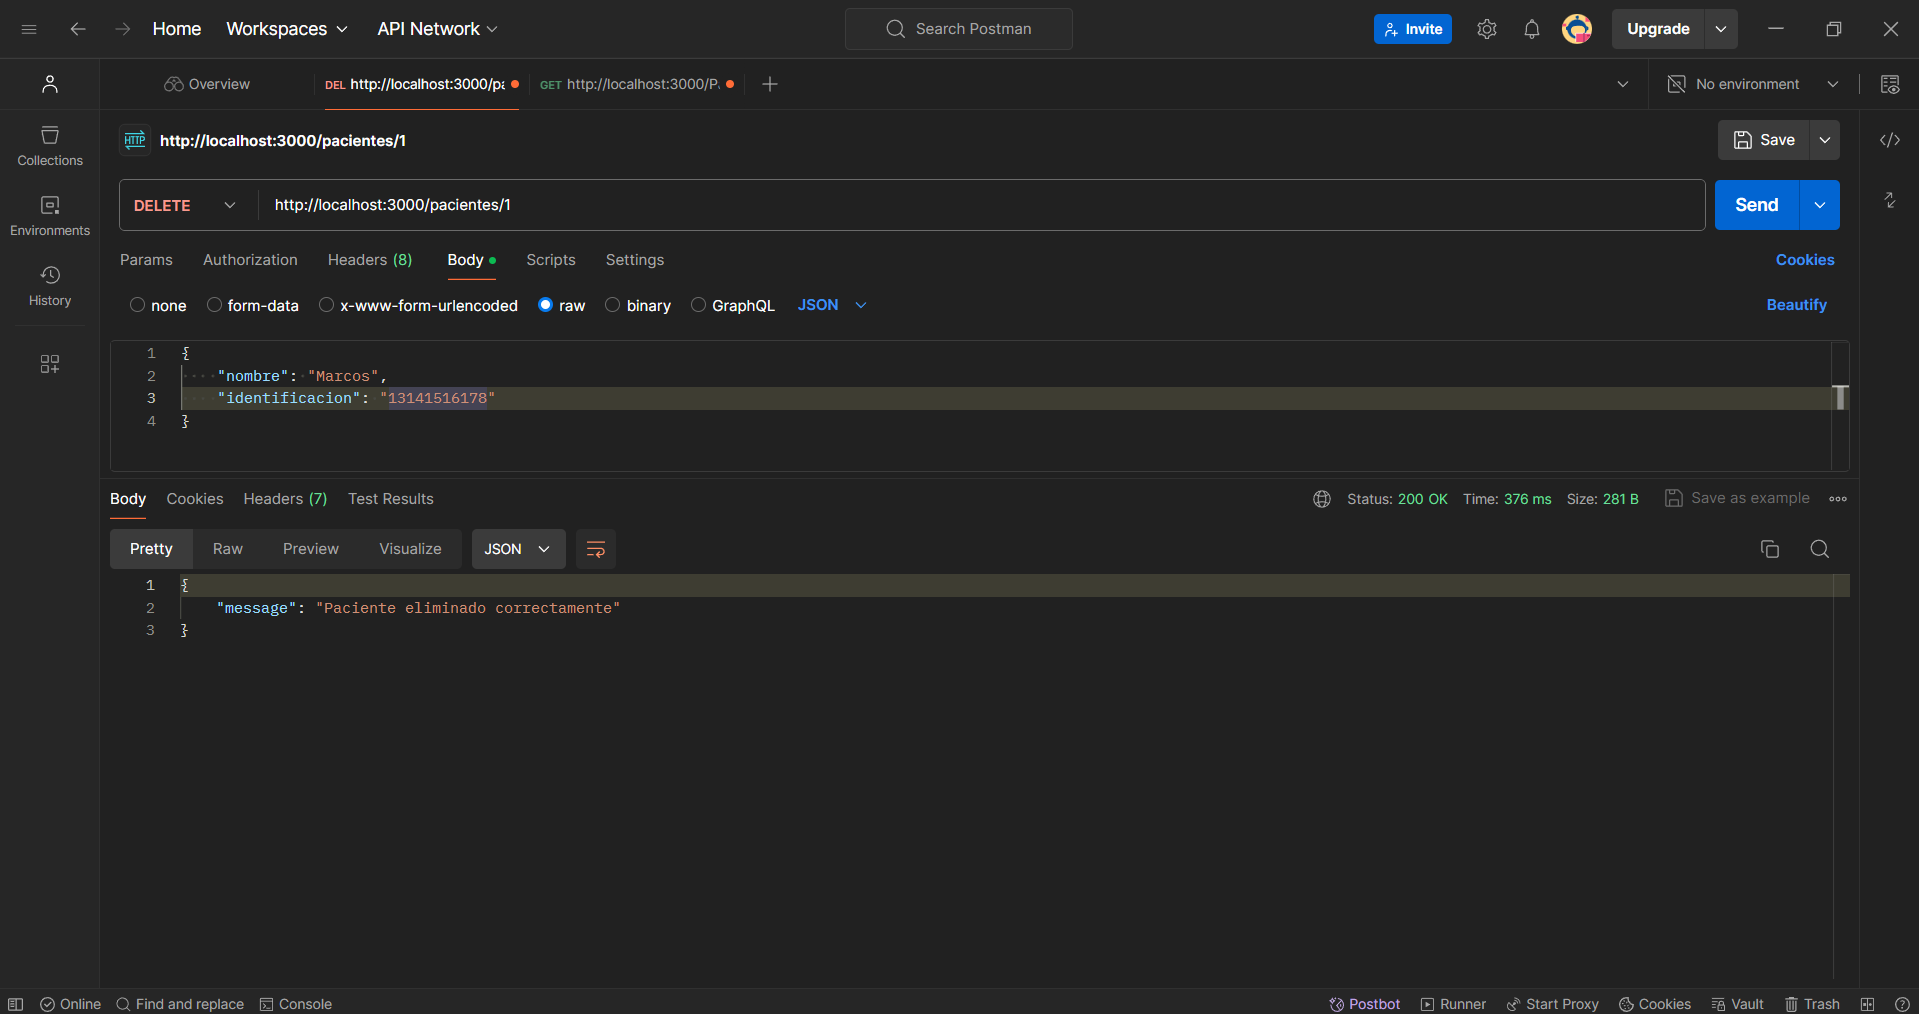 Home Workspaces API Network Search Postman Invite Upgrade
Overview DEL http://localhost:3000/pa GET http://localhost:3000/P. No environment
HTTP http://localhost:3000/pacientes/1 Save
Collections
DELETE http://localhost:3000/pacientes/1 Send
Environments
Params Authorization Headers (8) Body Scripts Settings Cookies
History
none form-data x-www-form-urlencoded raw binary GraphQL JSON Beautify
1 {
2 "nombre": "Marcos",
3 "identificacion": "13141516178"
4 }
Body Cookies Headers (7) Test Results Status: 200 OK Time: 376 ms Size: 281 B Save as example
Pretty Raw Preview Visualize JSON
1 {
2 "message": "Paciente eliminado correctamente"
3 }
Online Find and replace Console Postbot Runner Start Proxy Cookies Vault Trash